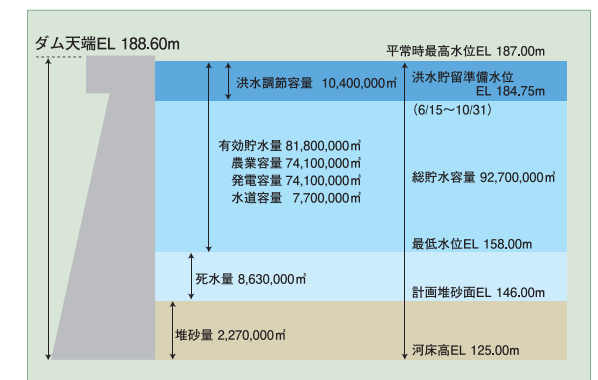 ダム天端EL 188.60m
平常時最高水位EL 187.00m
洪水調節容量 10,400,000㎥
洪水貯留準備水位
EL 184.75m
(6/15～10/31)
有効貯水量 81,800,000㎥
農業容量 74,100,000㎥
発電容量 74,100,000㎥
水道容量 7,700,000㎥
総貯水容量 92,700,000㎥
最低水位EL 158.00m
死水量 8,630,000㎥
計画堆砂面EL 146.00m
堆砂量 2,270,000㎥
河床高EL 125.00m